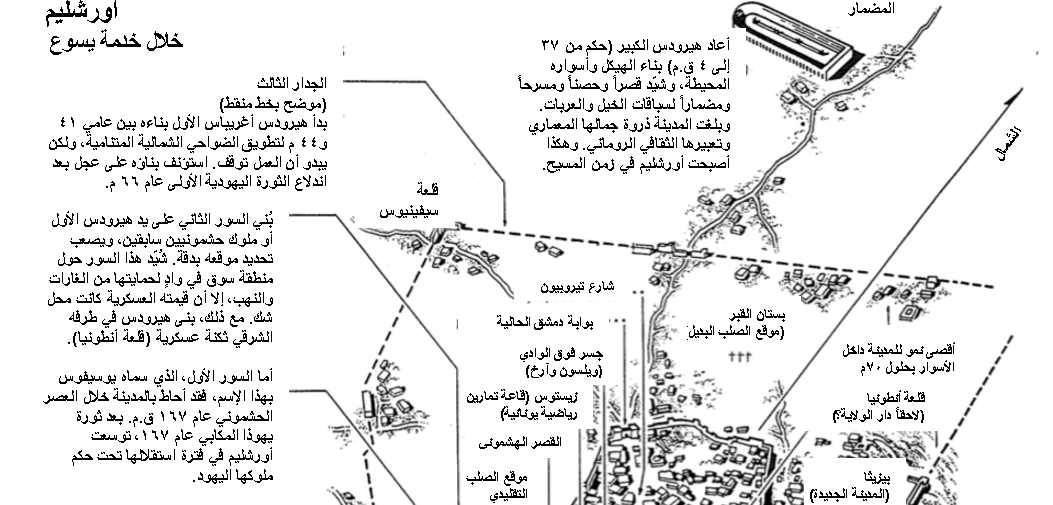 أورشليم
خلال خدمة يسوع
المضمار
أعاد هيرودس الكبير (حكم من ٣٧
إلى ٤ ق.م) بناء الهيكل وأسواره
المحيطة، وشيّد قصراً وحصناً ومسرحاً
ومضماراً لسباقات الخيل والعربات.
وبلغت المدينة ذروة جمالها المعماري
وتعبيرها الثقافي الروماني. وهكذا
أصبحت أورشليم في زمن المسيح.
الشمال
الجدار الثالث
(موضح بخط منقط)
بدأ هيرودس أغريباس الأول بناءه بين عامي ٤١
و٤٤ م لتطويق الضواحي الشمالية المتنامية، ولكن
يبدو أن العمل توقف. استؤنف بناؤه على عجل بعد
اندلاع الثورة اليهودية الأولى عام ٦٦ م.
قلعة
سيفينيوس
بُني السور الثاني على يد هيرودس الأول
أو ملوك حشمونيين سابقين، ويصعب
تحديد موقعه بدقة. شُيّد هذا السور حول
منطقة سوق في وادٍ لحمايتها من الغارات
والنهب، إلا أن قيمته العسكرية كانت محل
شك. مع ذلك، بنى هيرودس في طرفه
الشرقي ثكنة عسكرية (قلعة أنطونيا).
أما السور الأول، الذي سماه يوسيفوس
بهذا الإسم، فقد أحاط بالمدينة خلال العصر
الحشموني عام ١٦٧ ق.م. بعد ثورة
يهوذا المكابي عام ١٦٧، توسعت
أورشليم في فترة استقلالها تحت حكم
ملوكها اليهود.
شارع تيروبيون
بوابة دمشق الحالية
جسر فوق الوادي
(ويلسون وآرخ)
زيستوس (قاعة تمارين
رياضية يونانية)
القصر الهشموني
موقع الصلب
التقليدي
بستان القبر
(موقع الصلب البديل)
أقصى نمو للمدينة داخل
الأسوار بحلول ٧٠م
قلعة أنطونيا
(لاحقاً دار الولاية؟)
بيزيثا
(المدينة الجديدة)